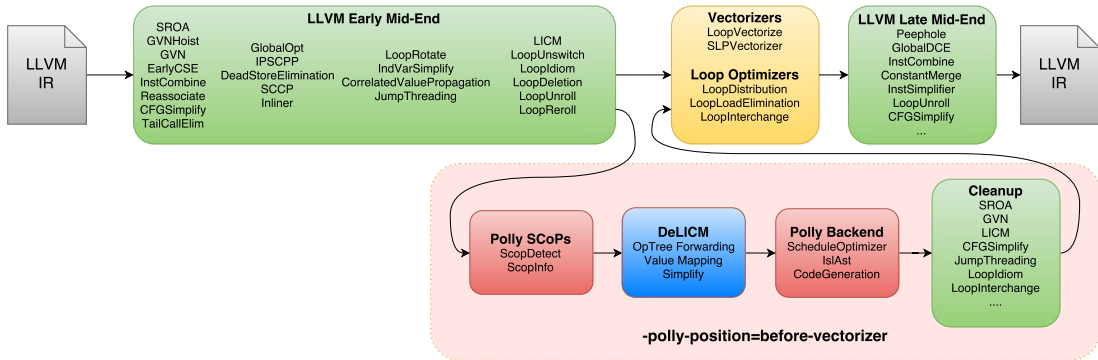 LLVM
IR
LLVM Early Mid-End
SROA
GVNHoist
GVN
EarlyCSE
InstCombine
Reassociate
CFGSimplify
TailCallElim
GlobalOpt
IPSCPP
DeadStoreElimination
SCCP
Inliner
LoopRotate
IndVarSimplify
CorrelatedValuePropagation
JumpThreading
LICM
LoopUnswitch
LoopIdiom
LoopDeletion
LoopUnroll
LoopReroll
Vectorizers
LoopVectorize
SLPVectorizer
Loop Optimizers
LoopDistribution
LoopLoadElimination
LoopInterchange
LLVM Late Mid-End
Peephole
GlobalDCE
InstCombine
ConstantMerge
InstSimplifier
LoopUnroll
CFGSimplify
...
LLVM
IR
Polly SCoPs
ScopDetect
ScopInfo
DeLICM
OpTree Forwarding
Value Mapping
Simplify
Polly Backend
ScheduleOptimizer
IslAst
CodeGeneration
Cleanup
SROA
GVN
LICM
CFGSimplify
JumpThreading
LoopIdiom
LoopInterchange
....
-polly-position=before-vectorizer